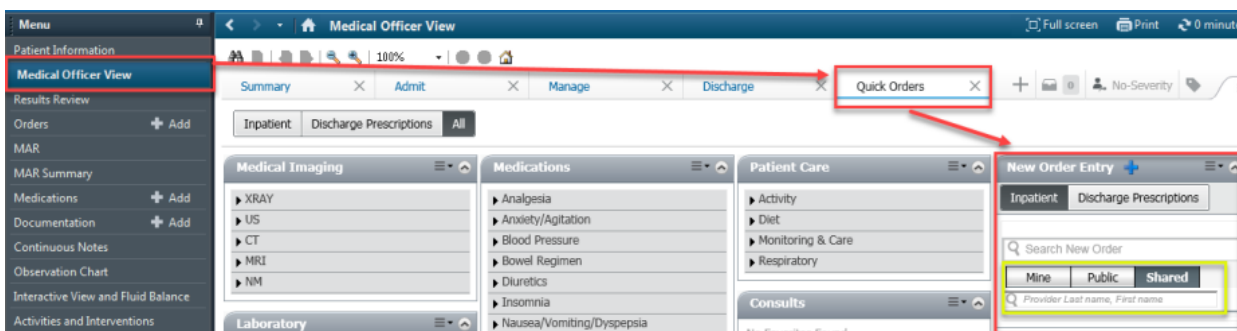 Menu
Patient Information
Medical Officer View
Results Review
Orders Add
MAR
MAR Summary
Medications Add
Documentation Add
Continuous Notes
Observation Chart
Interactive View and Fluid Balance
Activities and Interventions
Medical Officer View
Full screen Print 0 minut
100%
Summary Admit Manage Discharge Quick Orders 0 No-Severity
Inpatient Discharge Prescriptions All
Medical Imaging
XRAY
US
CT
MRI
NM
Laboratory
Medications
Analgesia
Anxiety/Agitation
Blood Pressure
Bowel Regimen
Diuretics
Insomnia
Nausea/Vomiting/Dyspepsia
Patient Care
Activity
Diet
Monitoring & Care
Respiratory
Consults
New Order Entry
Inpatient Discharge Prescriptions
Search New Order
Mine Public Shared
Provider Last name, First name